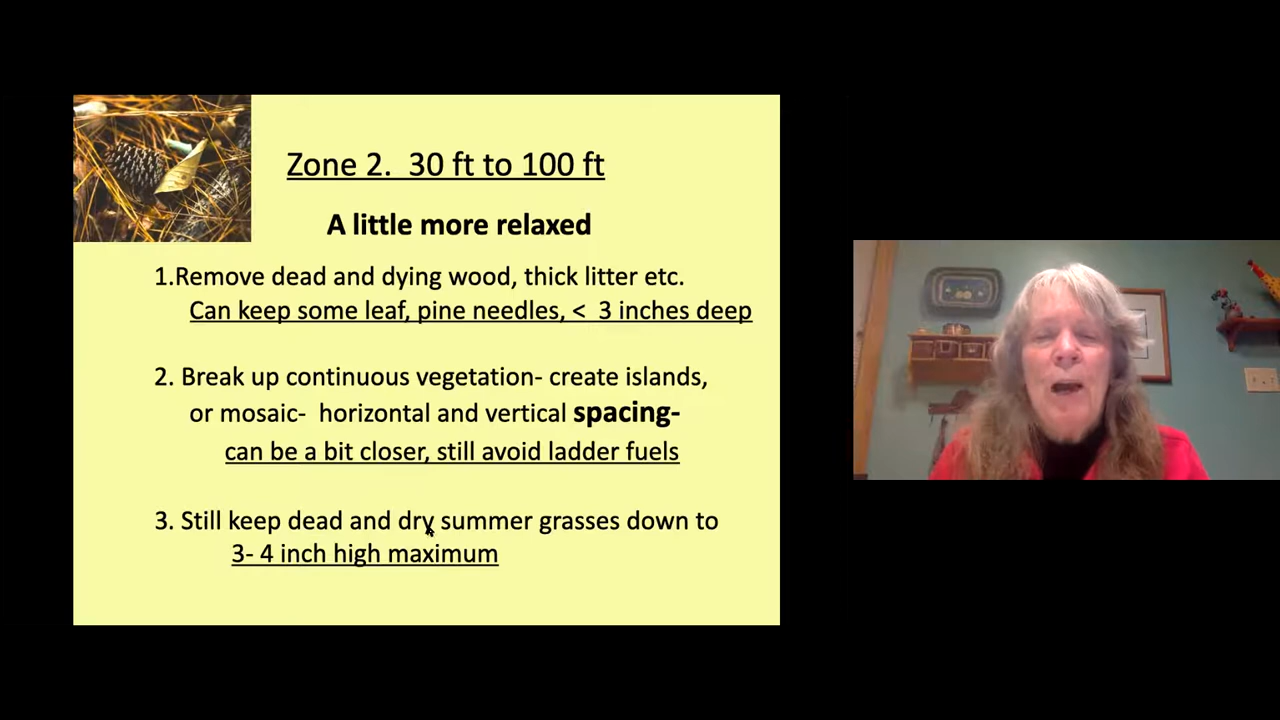 Zone 2.  30 ft to 100 ft
A little more relaxed
1.Remove dead and dying wood, thick litter etc.
Can keep some leaf, pine needles, <  3 inches deep
2. Break up continuous vegetation- create islands,
or mosaic-  horizontal and vertical spacing-
can be a bit closer, still avoid ladder fuels
3. Still keep dead and dry summer grasses down to
3- 4 inch high maximum